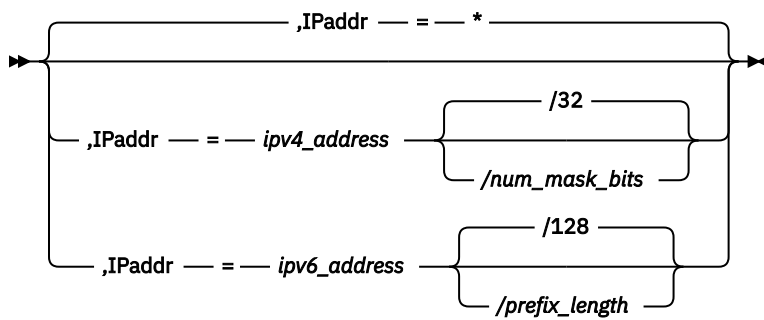 ,IPaddr = *
/32
,IPaddr = ipv4_address
/num_mask_bits
/128
,IPaddr = ipv6_address
/prefix_length